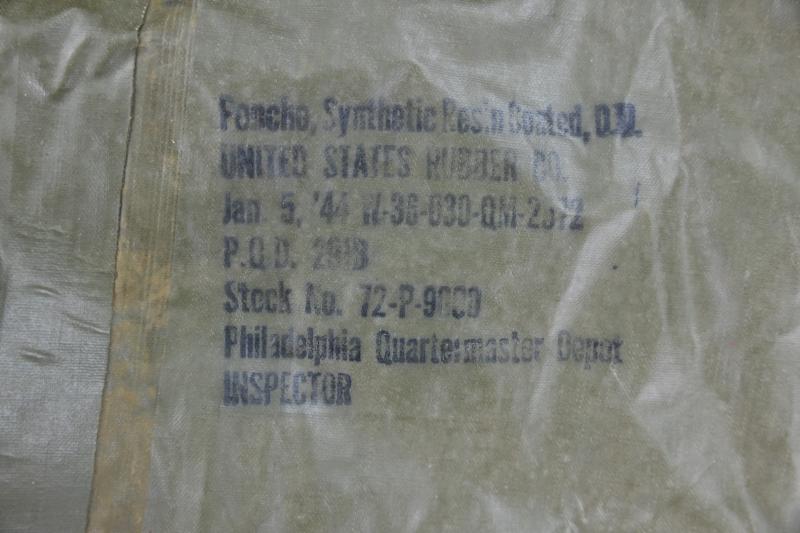 Poncho, Synthetic Resin Coated, O.D.
UNITED STATES RUBBER CO.
Jan. 5, '44 W-36-030-QM-2372
P.Q.D. 291B
Stock No. 72-P-9000
Philadelphia Quartermaster Depot
INSPECTOR